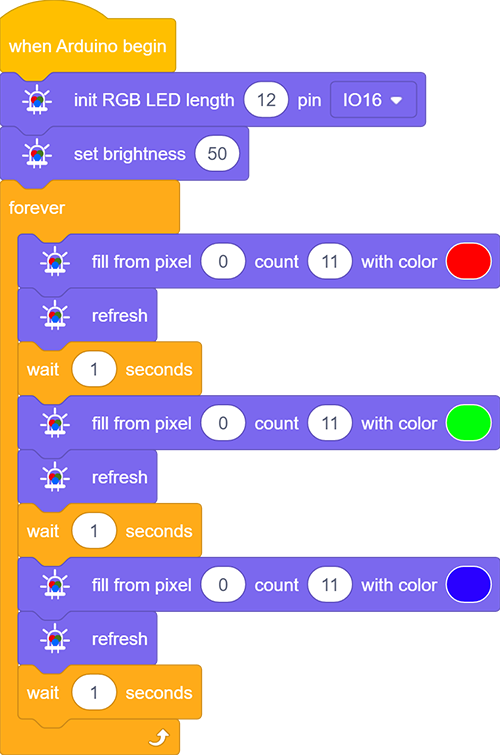 when Arduino begin
init RGB LED length 12 pin IO16
set brightness 50
forever
fill from pixel 0 count 11 with color
refresh
wait 1 seconds
fill from pixel 0 count 11 with color
refresh
wait 1 seconds
fill from pixel 0 count 11 with color
refresh
wait 1 seconds